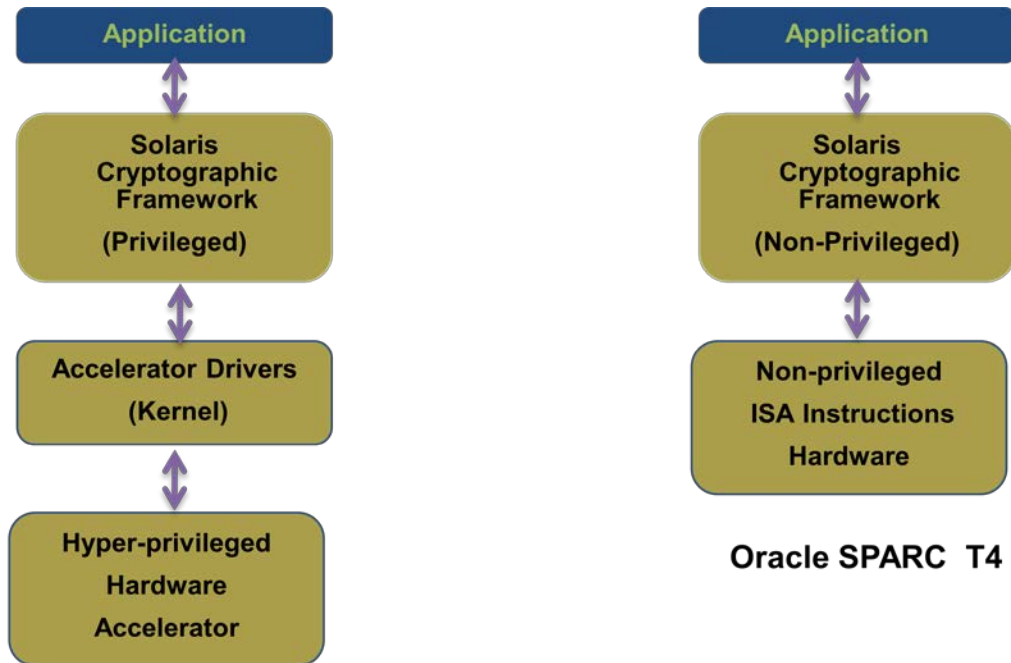 Application
Solaris
Cryptographic
Framework
(Privileged)
Accelerator Drivers
(Kernel)
Hyper-privileged
Hardware
Accelerator
Application
Solaris
Cryptographic
Framework
(Non-Privileged)
Non-privileged
ISA Instructions
Hardware
Oracle SPARC T4